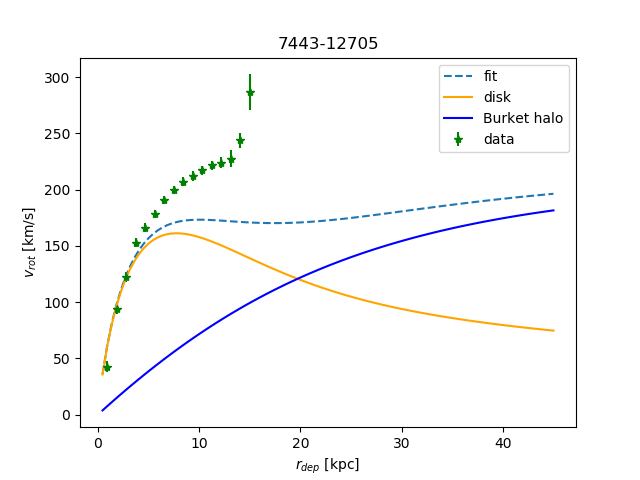 7443-12705
300
250
200
150
100
50
0
v_rot [km/s]
fit
disk
Burket halo
data
0 10 20 30 40
r_dep [kpc]